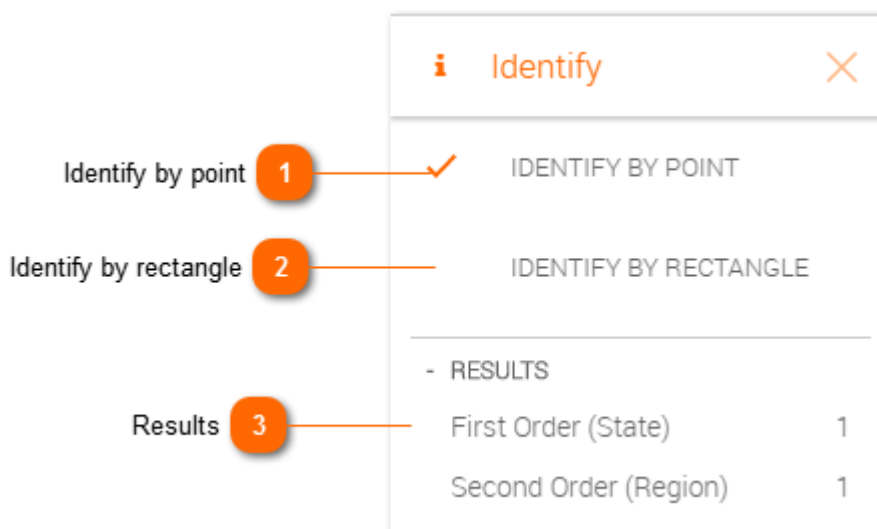 i Identify
Identify by point 1 IDENTIFY BY POINT
Identify by rectangle 2 IDENTIFY BY RECTANGLE
- RESULTS
Results 3 First Order (State) 1
Second Order (Region) 1